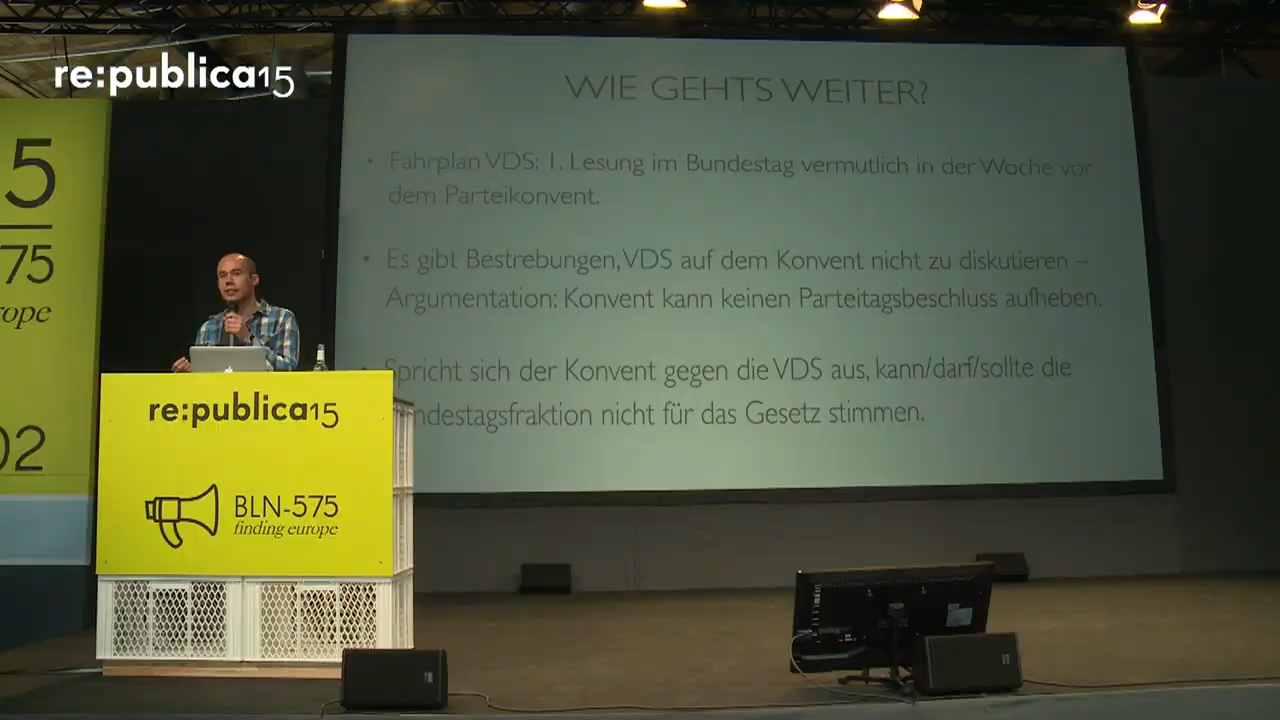 re:publica15
5
75
rope
02
WIE GEHTS WEITER?
• Fahrplan VDS: 1. Lesung im Bundestag vermutlich in der Woche vor
dem Parteikonvent.
• Es gibt Bestrebungen, VDS auf dem Konvent nicht zu diskutieren –
Argumentation: Konvent kann keinen Parteitagsbeschluss aufheben.
Spricht sich der Konvent gegen die VDS aus, kann/darf/sollte die
ndestagsfraktion nicht für das Gesetz stimmen.
re:publica15
BLN-575
finding europe